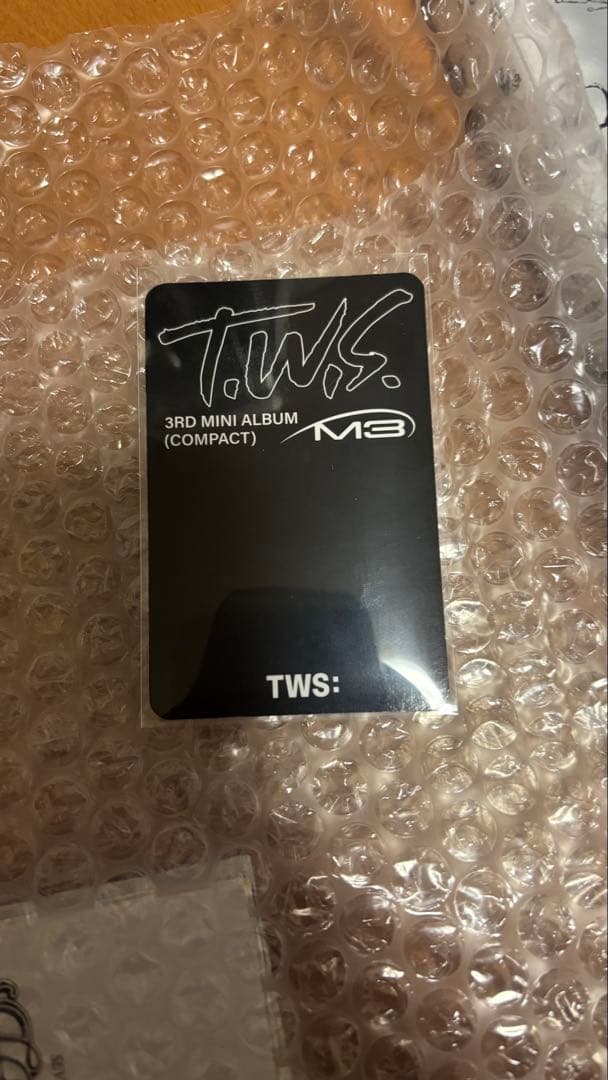 T.W.S.
3RD MINI ALBUM
(COMPACT)
M3
TWS: